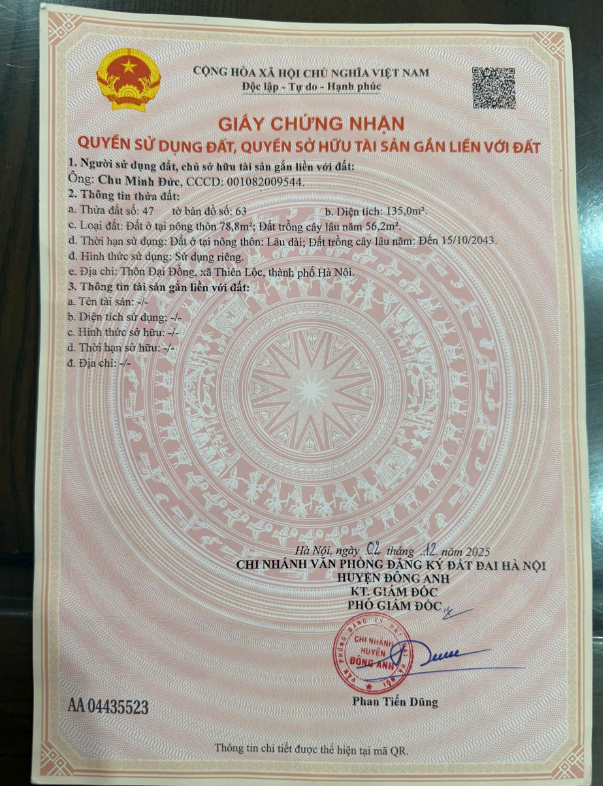 CỘNG HÒA XÃ HỘI CHỦ NGHĨA VIỆT NAM
Độc lập - Tự do - Hạnh phúc
GIẤY CHỨNG NHẬN
QUYỀN SỬ DỤNG ĐẤT, QUYỀN SỞ HỮU TÀI SẢN GẮN LIỀN VỚI ĐẤT
1. Người sử dụng đất, chủ sở hữu tài sản gắn liền với đất:
Ông: Chu Minh Đức, CCCD: 001082009544.
2. Thông tin thửa đất:
a. Thửa đất số: 47 tờ bản đồ số: 63 b. Diện tích: 135,0m².
c. Loại đất: Đất ở tại nông thôn 78,8m²; Đất trồng cây lâu năm 56,2m².
d. Thời hạn sử dụng: Đất ở tại nông thôn: Lâu dài; Đất trồng cây lâu năm: Đến 15/10/2043.
đ. Hình thức sử dụng: Sử dụng riêng.
e. Địa chỉ: Thôn Đại Đồng, xã Thiên Lộc, thành phố Hà Nội.
3. Thông tin tài sản gắn liền với đất:
a. Tên tài sản: -/-
b. Diện tích sử dụng: -/-
c. Hình thức sở hữu: -/-
d. Thời hạn sở hữu: -/-
đ. Địa chỉ: -/-
Hà Nội, ngày 02 tháng 12 năm 2025
CHI NHÁNH VĂN PHÒNG ĐĂNG KÝ ĐẤT ĐAI HÀ NỘI
HUYỆN ĐÔNG ANH
KT. GIÁM ĐỐC
PHÓ GIÁM ĐỐC
VĂN PHÒNG ĐĂNG KÝ ĐẤT ĐAI HÀ NỘI
CHI NHÁNH
HUYỆN
ĐÔNG ANH
Phan Tiến Dũng
AA 04435523
Thông tin chi tiết được thể hiện tại mã QR.